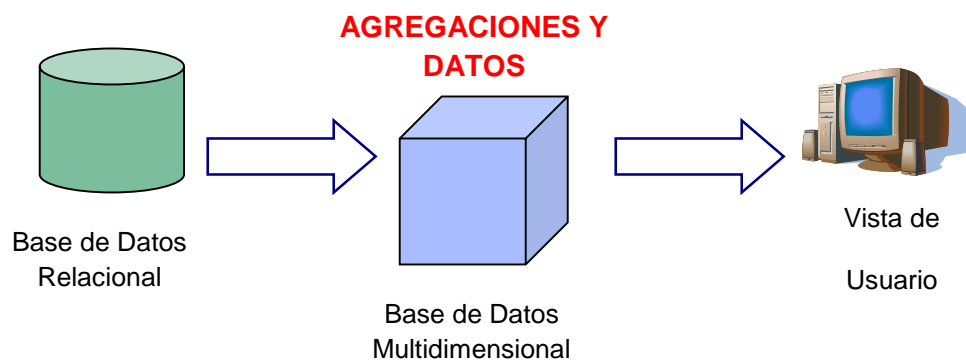 AGREGACIONES Y
DATOS
Base de Datos
Relacional
Base de Datos
Multidimensional
Vista de
Usuario